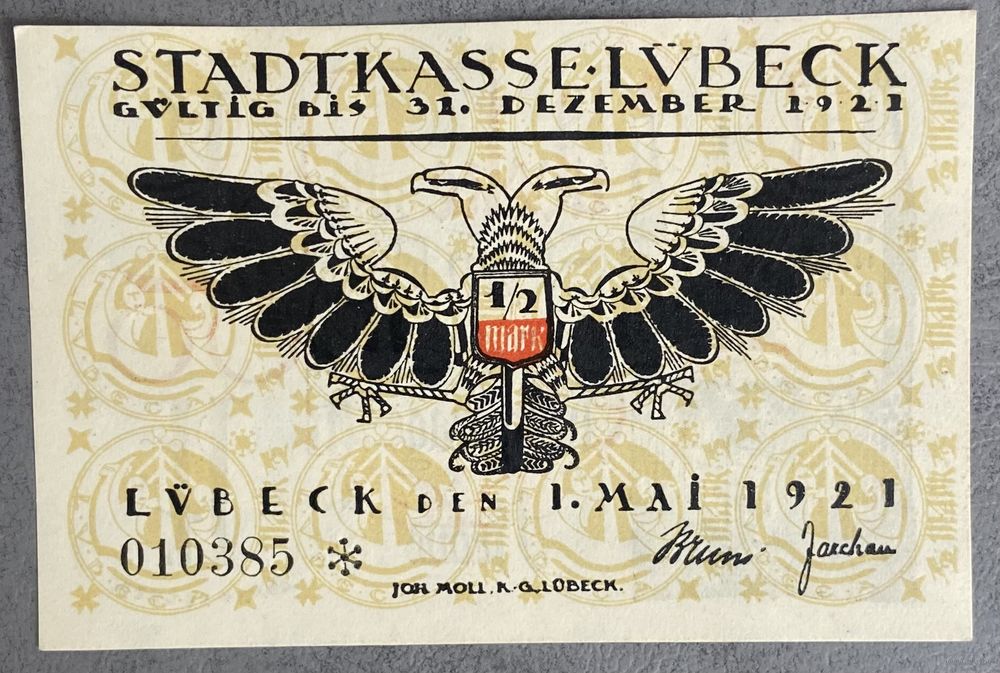 STADTKASSE·LÜBECK
GÜLTIG BIS 31. DEZEMBER 1921
1/2
mark
LÜBECK DEN 1. MAI 1921
010385 *
JOH MOLL, K-G, LÜBECK.